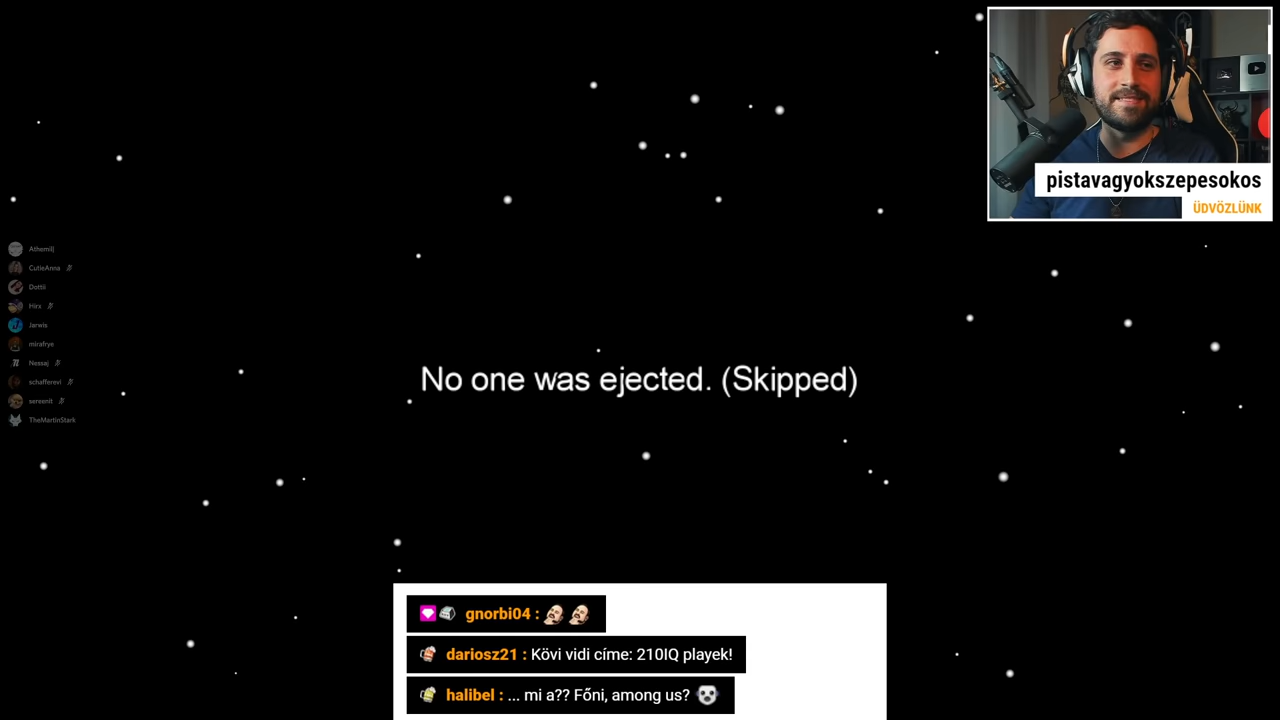 pistavagyokszepesokos
ÜDVÖZLÜNK
CutieAnna
Dottii
Hirx
Jarwis
mirafrye
Nessaj
schafferevi
sereenit
TheMartinStark
No one was ejected. (Skipped)
gnorbi04 :
dariosz21 : Kövi vidi címe: 210IQ playek!
halibel : ... mi a?? Főni, among us?